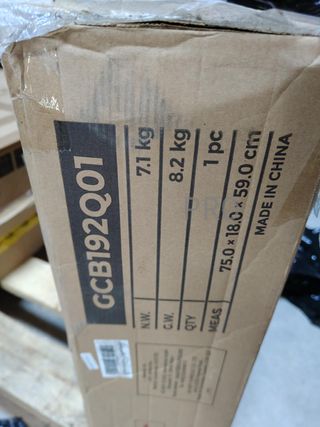 GCB192Q01
N.W. 7.1 kg
G.W. 8.2 kg
QTY 1 pc
MEAS 75.0 × 18.0 × 59.0 cm
MADE IN CHINA